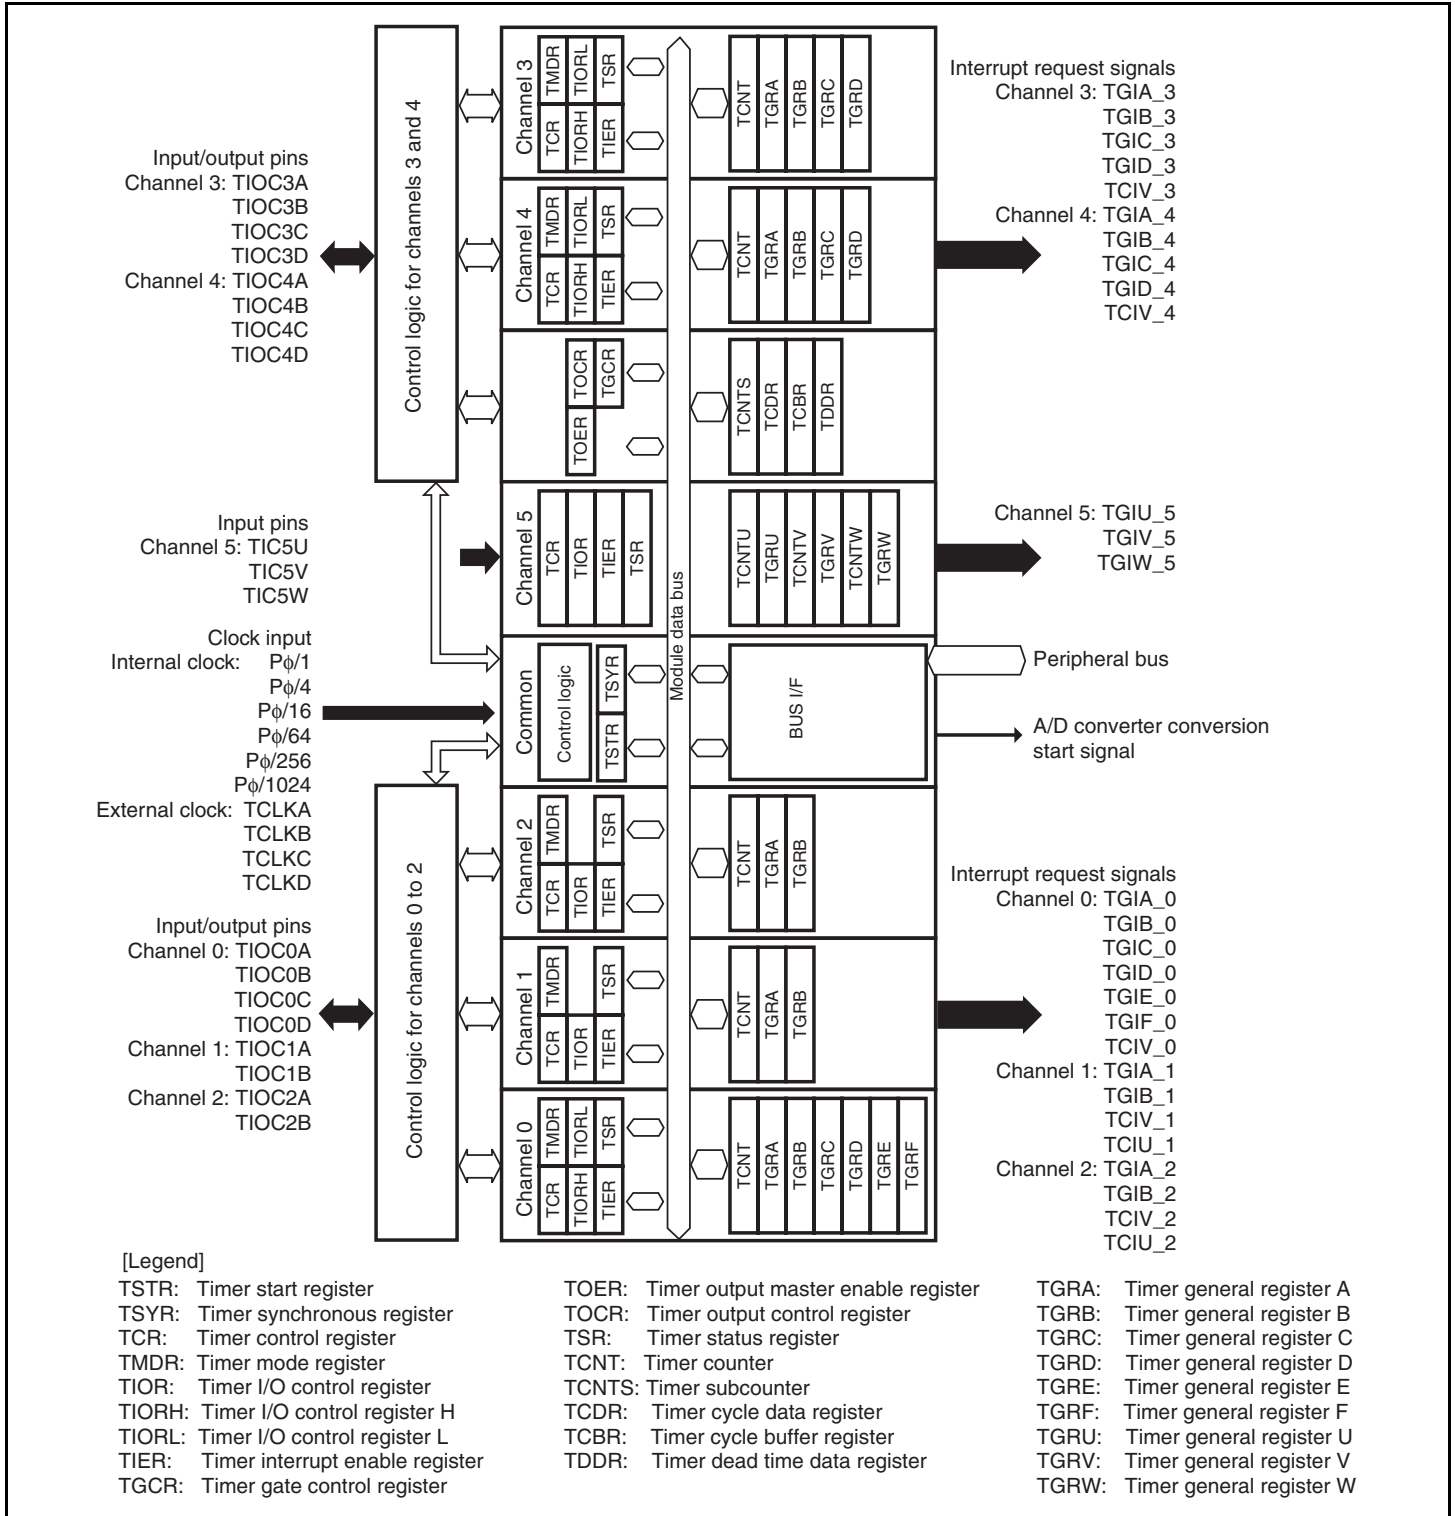 Input/output pins
Channel 3: TIOC3A
TIOC3B
TIOC3C
TIOC3D
Channel 4: TIOC4A
TIOC4B
TIOC4C
TIOC4D
Input pins
Channel 5: TIC5U
TIC5V
TIC5W
Clock input
Internal clock: Pϕ/1
Pϕ/4
Pϕ/16
Pϕ/64
Pϕ/256
Pϕ/1024
External clock: TCLKA
TCLKB
TCLKC
TCLKD
Input/output pins
Channel 0: TIOC0A
TIOC0B
TIOC0C
TIOC0D
Channel 1: TIOC1A
TIOC1B
Channel 2: TIOC2A
TIOC2B
Control logic for channels 3 and 4
Control logic for channels 0 to 2
Channel 3
TCR
TMDR
TIORH
TIORL
TIER
TSR
TCNT
TGRA
TGRB
TGRC
TGRD
Channel 4
TCR
TMDR
TIORH
TIORL
TIER
TSR
TCNT
TGRA
TGRB
TGRC
TGRD
TOER
TOCR
TGCR
TCNTS
TCDR
TCBR
TDDR
Channel 5
TCR
TIOR
TIER
TSR
TCNTU
TGRU
TCNTV
TGRV
TCNTW
TGRW
Module data bus
Common
Control logic
TSTR
TSYR
BUS I/F
Channel 2
TCR
TMDR
TIOR
TIER
TSR
TCNT
TGRA
TGRB
Channel 1
TCR
TMDR
TIOR
TIER
TSR
TCNT
TGRA
TGRB
Channel 0
TCR
TMDR
TIORH
TIORL
TIER
TSR
TCNT
TGRA
TGRB
TGRC
TGRD
TGRE
TGRF
Interrupt request signals
Channel 3: TGIA_3
TGIB_3
TGIC_3
TGID_3
TCIV_3
Channel 4: TGIA_4
TGIB_4
TGIC_4
TGID_4
TCIV_4
Channel 5: TGIU_5
TGIV_5
TGIW_5
Peripheral bus
A/D converter conversion
start signal
Interrupt request signals
Channel 0: TGIA_0
TGIB_0
TGIC_0
TGID_0
TGIE_0
TGIF_0
TCIV_0
Channel 1: TGIA_1
TGIB_1
TCIV_1
TCIU_1
Channel 2: TGIA_2
TGIB_2
TCIV_2
TCIU_2
[Legend]
TSTR: Timer start register
TSYR: Timer synchronous register
TCR: Timer control register
TMDR: Timer mode register
TIOR: Timer I/O control register
TIORH: Timer I/O control register H
TIORL: Timer I/O control register L
TIER: Timer interrupt enable register
TGCR: Timer gate control register
TOER: Timer output master enable register
TOCR: Timer output control register
TSR: Timer status register
TCNT: Timer counter
TCNTS: Timer subcounter
TCDR: Timer cycle data register
TCBR: Timer cycle buffer register
TDDR: Timer dead time data register
TGRA: Timer general register A
TGRB: Timer general register B
TGRC: Timer general register C
TGRD: Timer general register D
TGRE: Timer general register E
TGRF: Timer general register F
TGRU: Timer general register U
TGRV: Timer general register V
TGRW: Timer general register W